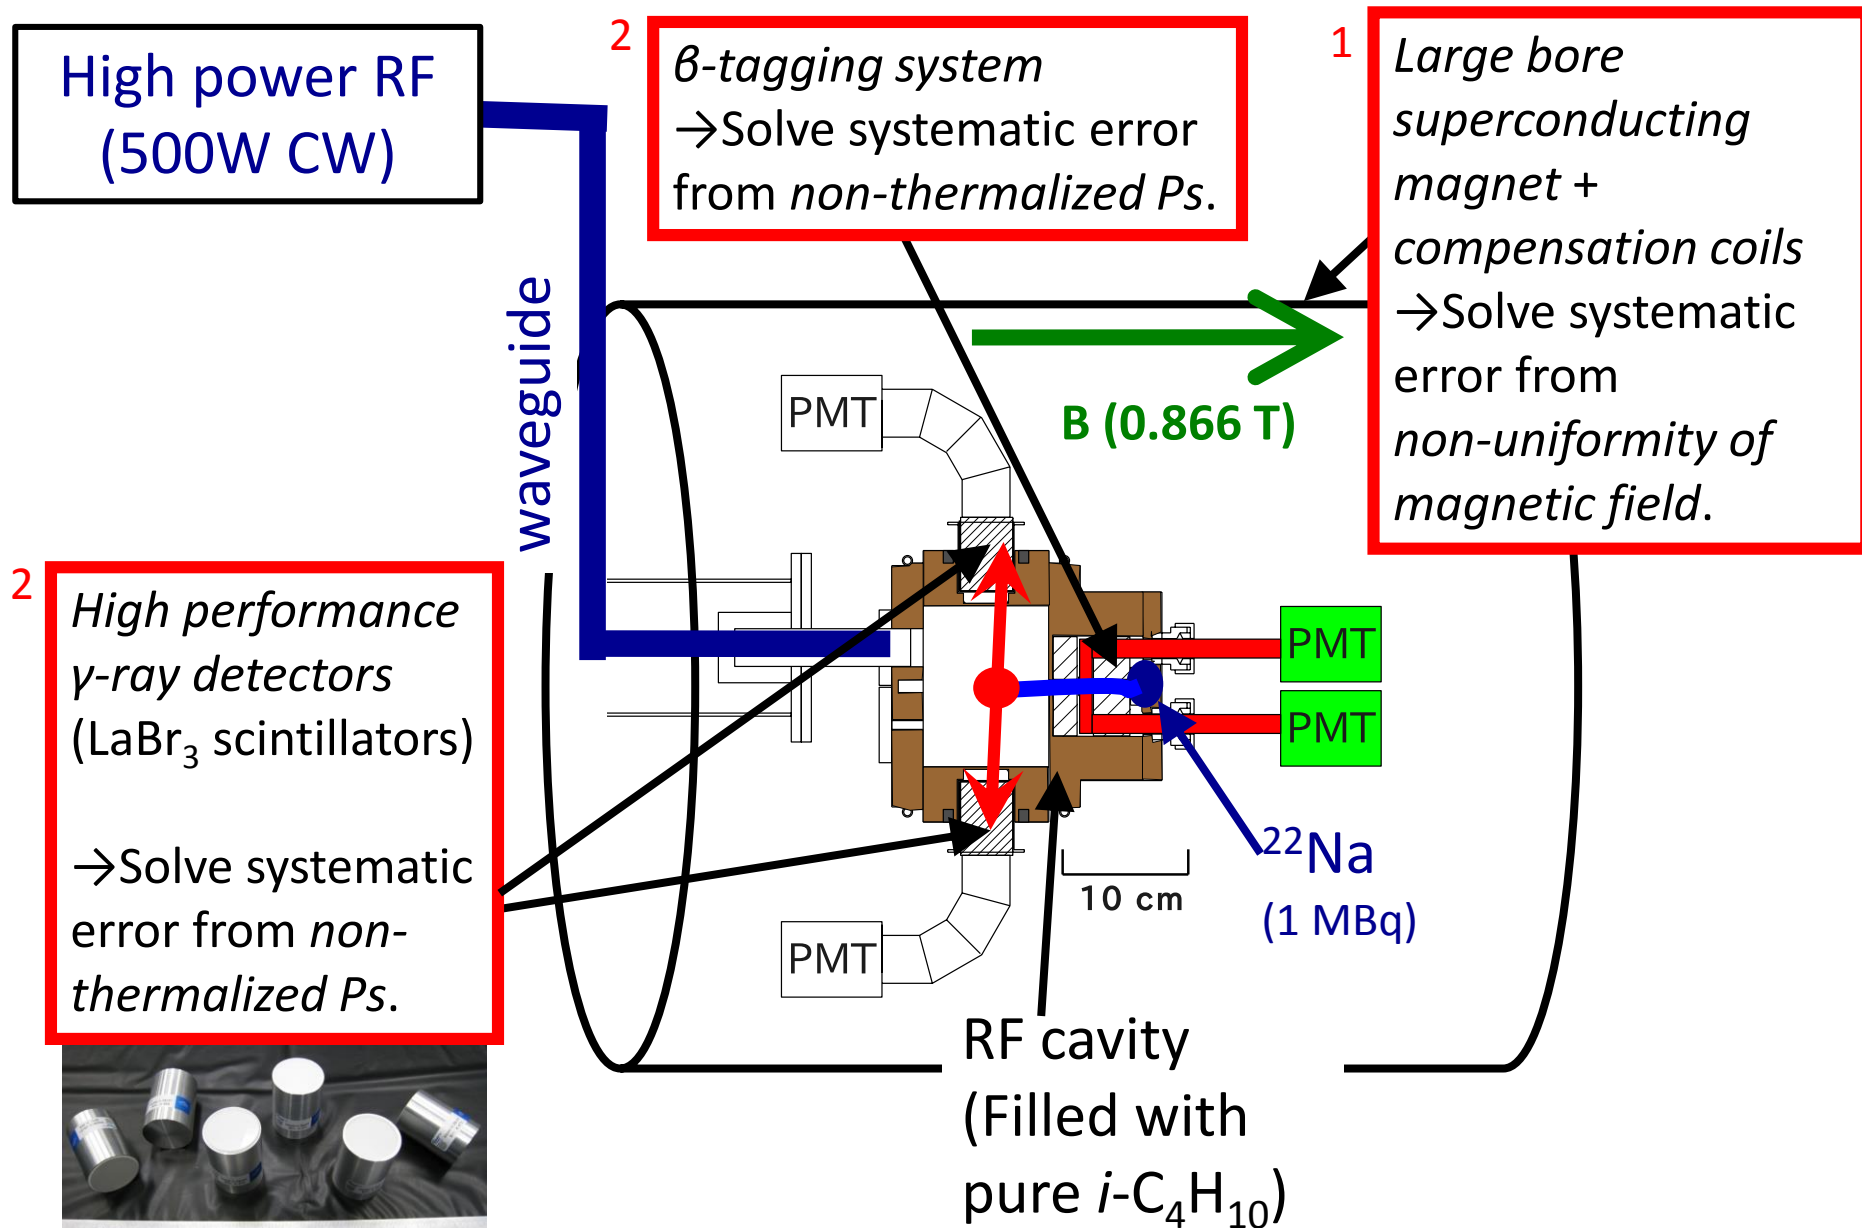 High power RF
(500W CW)
2
β-tagging system
→Solve systematic error
from non-thermalized Ps.
1
Large bore
superconducting
magnet +
compensation coils
→Solve systematic
error from
non-uniformity of
magnetic field.
waveguide
B (0.866 T)
PMT
PMT
PMT
PMT
2
High performance
γ-ray detectors
(LaBr₃ scintillators)
→Solve systematic
error from non-
thermalized Ps.
²²Na
(1 MBq)
10 cm
RF cavity
(Filled with
pure i-C₄H₁₀)